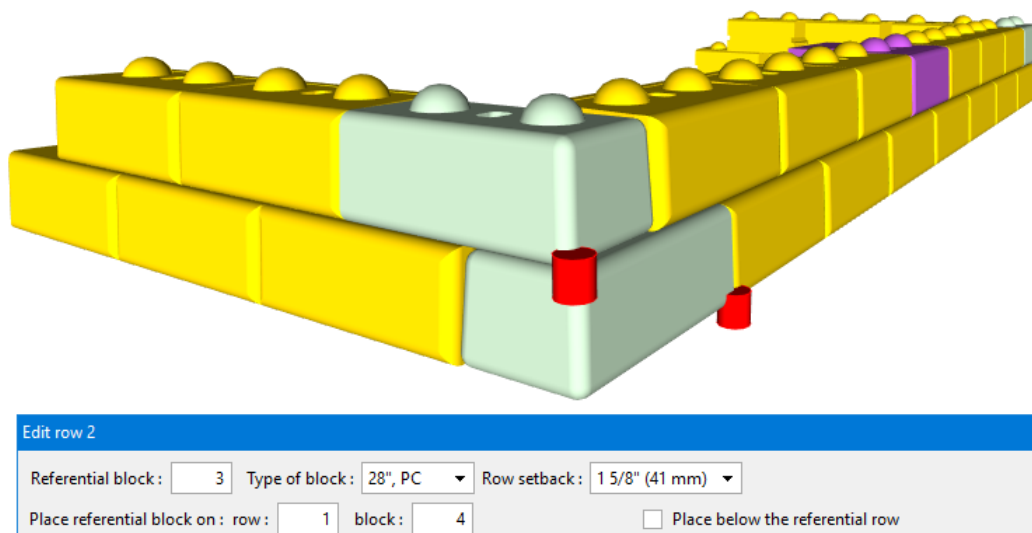 Edit row 2
Referential block : 3 Type of block : 28", PC Row setback : 1 5/8" (41 mm)
Place referential block on : row : 1 block : 4 Place below the referential row